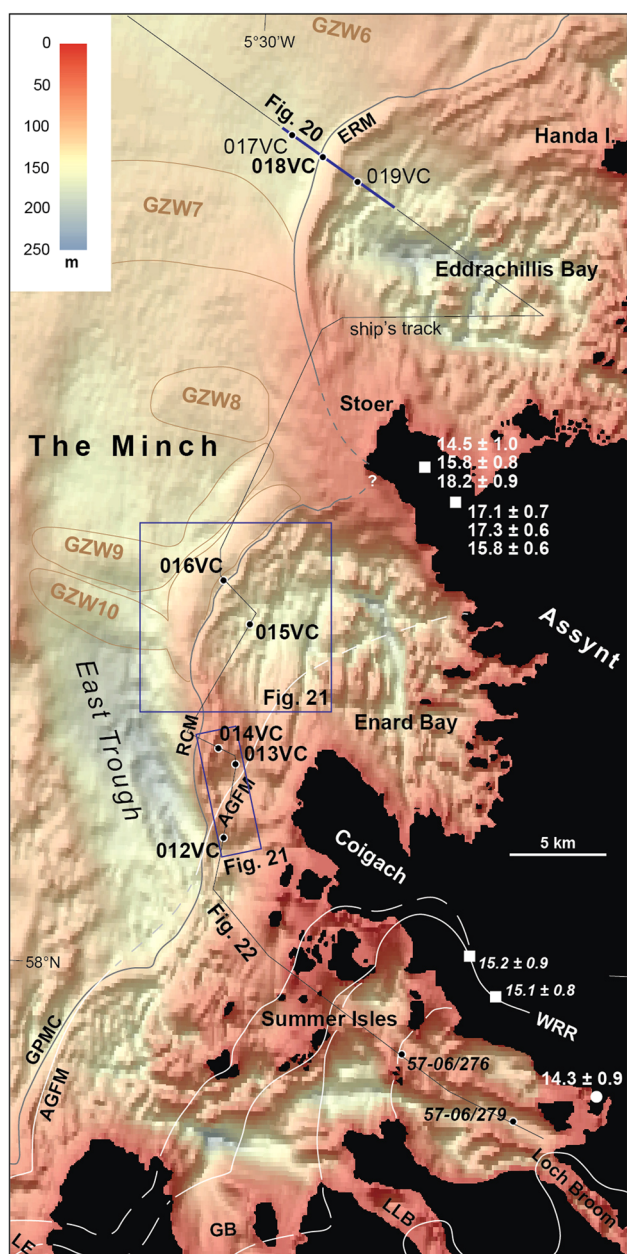 0
50
100
150
200
250
m
5°30'W
GZW6
Fig. 20
ERM
017VC
018VC
019VC
Handa I.
GZW7
Eddrachillis Bay
ship's track
GZW8
Stoer
The Minch
14.5 ± 1.0
15.8 ± 0.8
18.2 ± 0.9
?
17.1 ± 0.7
17.3 ± 0.6
15.8 ± 0.6
GZW9
016VC
GZW10
015VC
Assynt
East Trough
Fig. 21
Enard Bay
RCM
014VC
013VC
AGFM
012VC
Fig. 21
Coigach
5 km
Fig. 22
58°N
15.2 ± 0.9
15.1 ± 0.8
WRR
Summer Isles
GPMC
AGFM
57-06/276
14.3 ± 0.9
57-06/279
Loch Broom
LLB
GB
LE